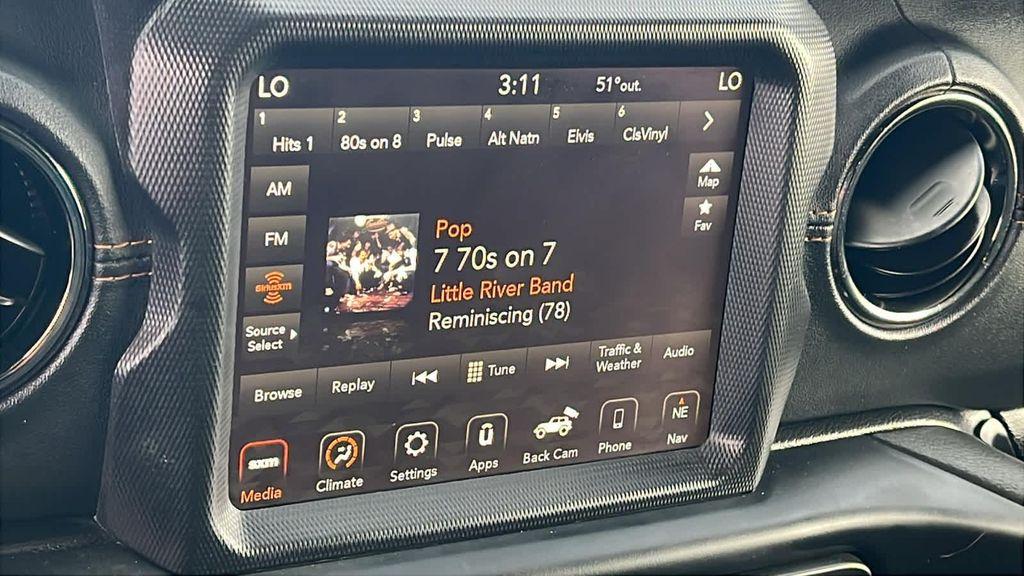 LO 3:11 51°out. LO
1 Hits 1 2 80s on 8 3 Pulse 4 Alt Natn 5 Elvis 6 ClsVinyl
AM
FM
siriusxm
Source
Select
Map
Fav
Pop
7 70s on 7
Little River Band
Reminiscing (78)
Browse Replay Tune Traffic &
Weather Audio
sxm
Media Climate Settings Apps Back Cam Phone NE
Nav